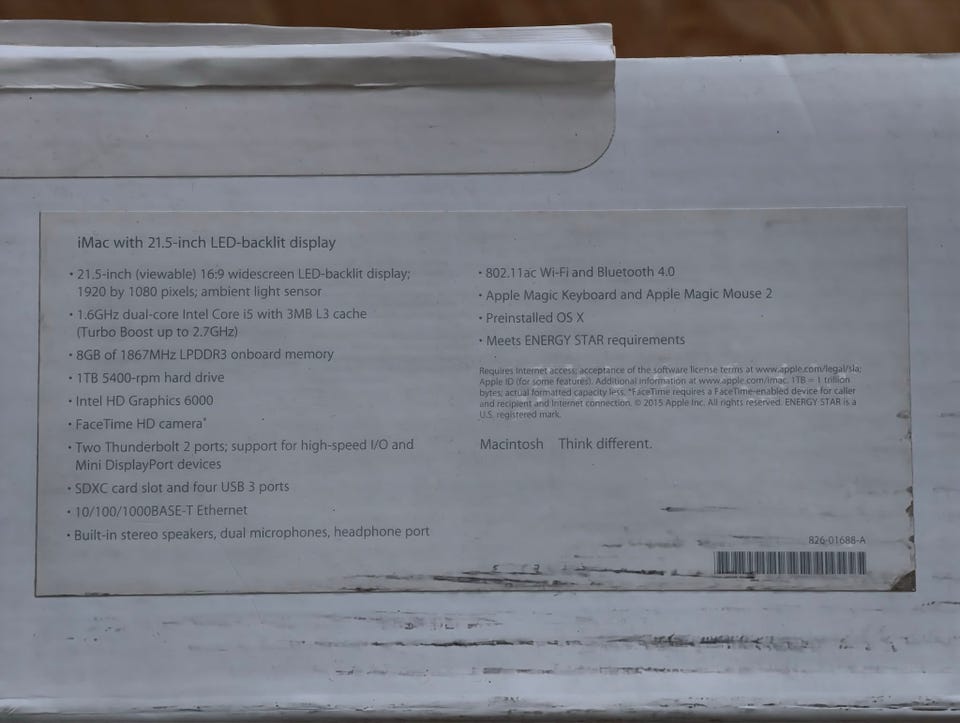 iMac with 21.5-inch LED-backlit display
• 21.5-inch (viewable) 16:9 widescreen LED-backlit display;
1920 by 1080 pixels; ambient light sensor
• 1.6GHz dual-core Intel Core i5 with 3MB L3 cache
(Turbo Boost up to 2.7GHz)
• 8GB of 1867MHz LPDDR3 onboard memory
• 1TB 5400-rpm hard drive
• Intel HD Graphics 6000
• FaceTime HD camera*
• Two Thunderbolt 2 ports; support for high-speed I/O and
Mini DisplayPort devices
• SDXC card slot and four USB 3 ports
• 10/100/1000BASE-T Ethernet
• Built-in stereo speakers, dual microphones, headphone port
• 802.11ac Wi-Fi and Bluetooth 4.0
• Apple Magic Keyboard and Apple Magic Mouse 2
• Preinstalled OS X
• Meets ENERGY STAR requirements
Requires Internet access; acceptance of the software license terms at www.apple.com/legal/sla;
Apple ID (for some features). Additional information at www.apple.com/imac. 1TB = 1 trillion
bytes; actual formatted capacity less. *FaceTime requires a FaceTime-enabled device for caller
and recipient and Internet connection. © 2015 Apple Inc. All rights reserved. ENERGY STAR is a
U.S. registered mark.
Macintosh Think different.
826-01688-A